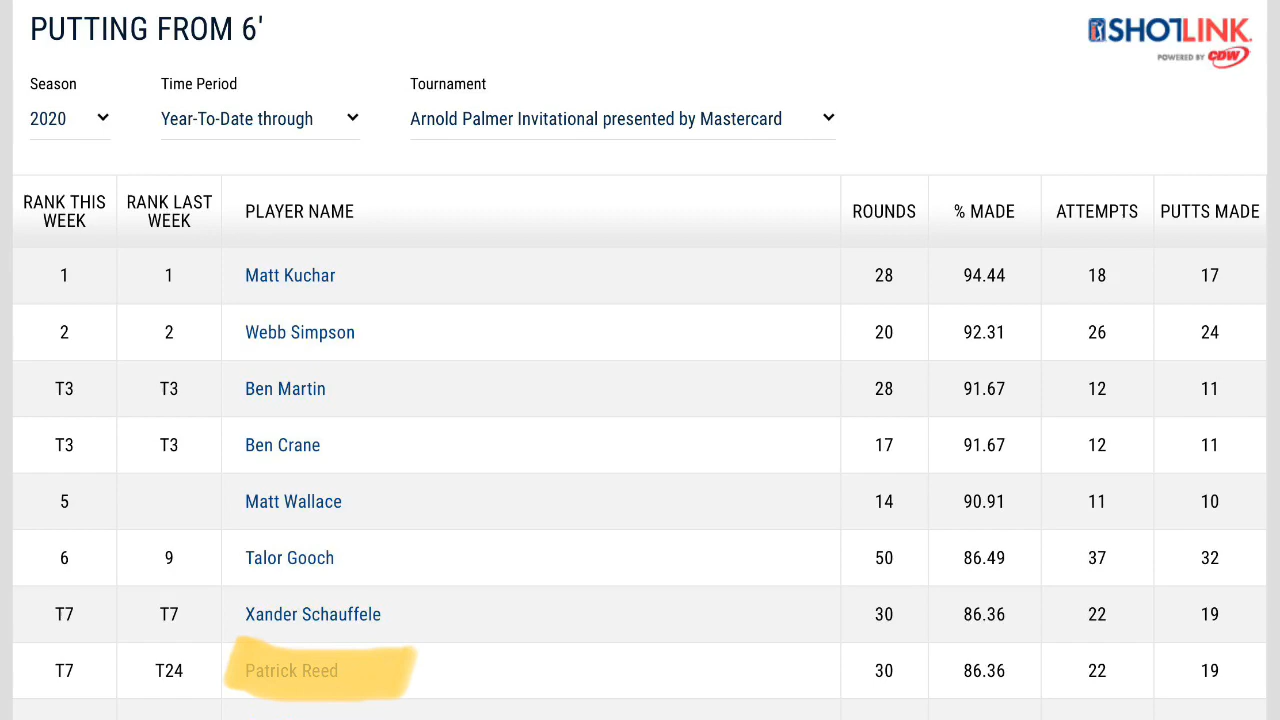 PUTTING FROM 6'
SHOTLINK.
POWERED BY CDW
Season Time Period Tournament
2020 Year-To-Date through Arnold Palmer Invitational presented by Mastercard
RANK THIS WEEK RANK LAST WEEK PLAYER NAME ROUNDS % MADE ATTEMPTS PUTTS MADE
1 1 Matt Kuchar 28 94.44 18 17
2 2 Webb Simpson 20 92.31 26 24
T3 T3 Ben Martin 28 91.67 12 11
T3 T3 Ben Crane 17 91.67 12 11
5 Matt Wallace 14 90.91 11 10
6 9 Talor Gooch 50 86.49 37 32
T7 T7 Xander Schauffele 30 86.36 22 19
T7 T24 Patrick Reed 30 86.36 22 19